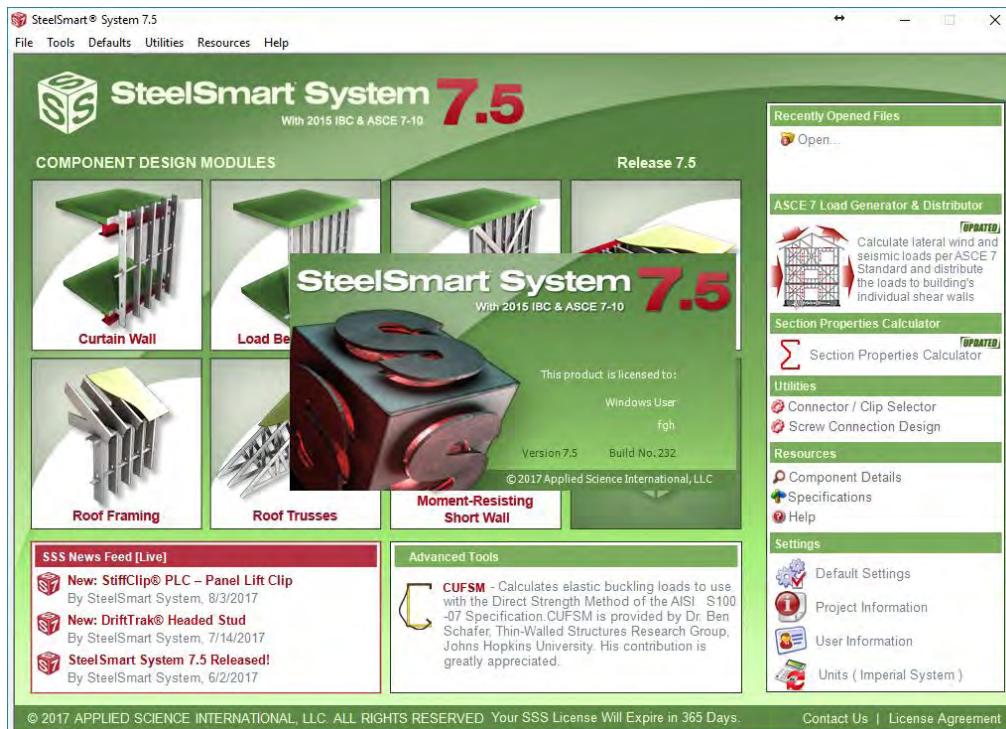 SteelSmart® System 7.5
File Tools Defaults Utilities Resources Help
SSS
SteelSmart System 7.5
With 2015 IBC & ASCE 7-10
COMPONENT DESIGN MODULES
Release 7.5
Curtain Wall
Load Be
Roof Framing
Roof Trusses
Moment-Resisting
Short Wall
SteelSmart System 7.5
With 2015 IBC & ASCE 7-10
This product is licensed to:
Windows User
fgh
Version 7.5 Build No. 232
© 2017 Applied Science International, LLC
Recently Opened Files
Open...
ASCE 7 Load Generator & Distributor
UPDATED
Calculate lateral wind and
seismic loads per ASCE 7
Standard and distribute
the loads to building's
individual shear walls
Section Properties Calculator
UPDATED
Section Properties Calculator
Utilities
Connector / Clip Selector
Screw Connection Design
Resources
Component Details
Specifications
Help
Settings
Default Settings
Project Information
User Information
Units ( Imperial System )
SSS News Feed [Live]
New: StiffClip® PLC – Panel Lift Clip
By SteelSmart System, 8/3/2017
New: DriftTrak® Headed Stud
By SteelSmart System, 7/14/2017
SteelSmart System 7.5 Released!
By SteelSmart System, 6/2/2017
Advanced Tools
CUFSM - Calculates elastic buckling loads to use
with the Direct Strength Method of the AISI S100
-07 Specification.CUFSM is provided by Dr. Ben
Schafer, Thin-Walled Structures Research Group,
Johns Hopkins University. His contribution is
greatly appreciated.
© 2017 APPLIED SCIENCE INTERNATIONAL, LLC. ALL RIGHTS RESERVED Your SSS License Will Expire in 365 Days.
Contact Us | License Agreement